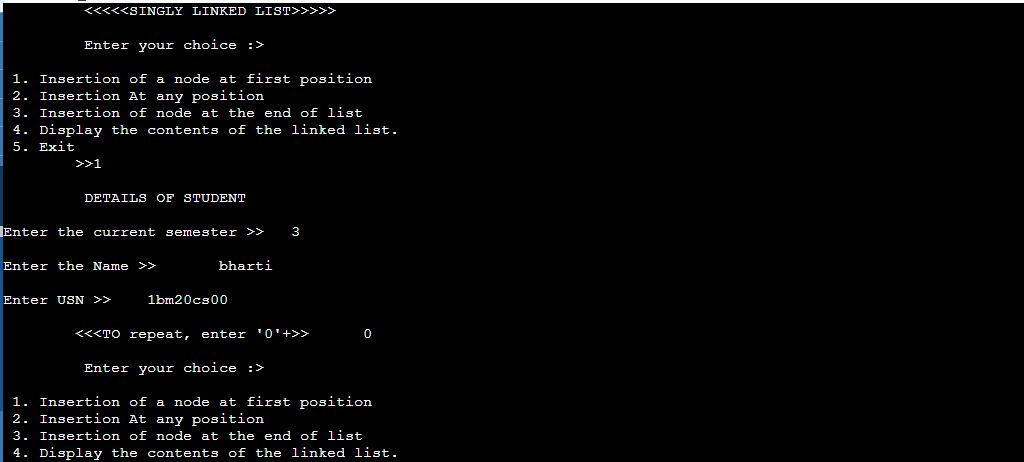 <<<<<SINGLY LINKED LIST>>>>>
Enter your choice :>
1. Insertion of a node at first position
2. Insertion At any position
3. Insertion of node at the end of list
4. Display the contents of the linked list.
5. Exit
>>1
DETAILS OF STUDENT
Enter the current semester >> 3
Enter the Name >> bharti
Enter USN >> 1bm20cs00
<<<TO repeat, enter '0'+>> 0
Enter your choice :>
1. Insertion of a node at first position
2. Insertion At any position
3. Insertion of node at the end of list
4. Display the contents of the linked list.